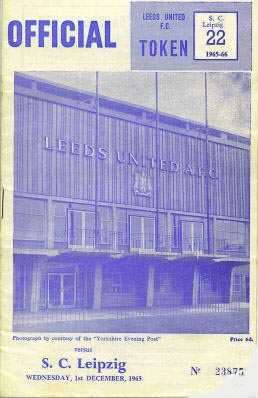 OFFICIAL
LEEDS UNITED
F.C.
TOKEN
S. C.
Leipzig
22
1965-66
LEEDS UNITED A.F.C.
Photograph by courtesy of the "Yorkshire Evening Post"
Price 6d.
versus
S. C. Leipzig
WEDNESDAY, 1st DECEMBER, 1965
Nº 23875